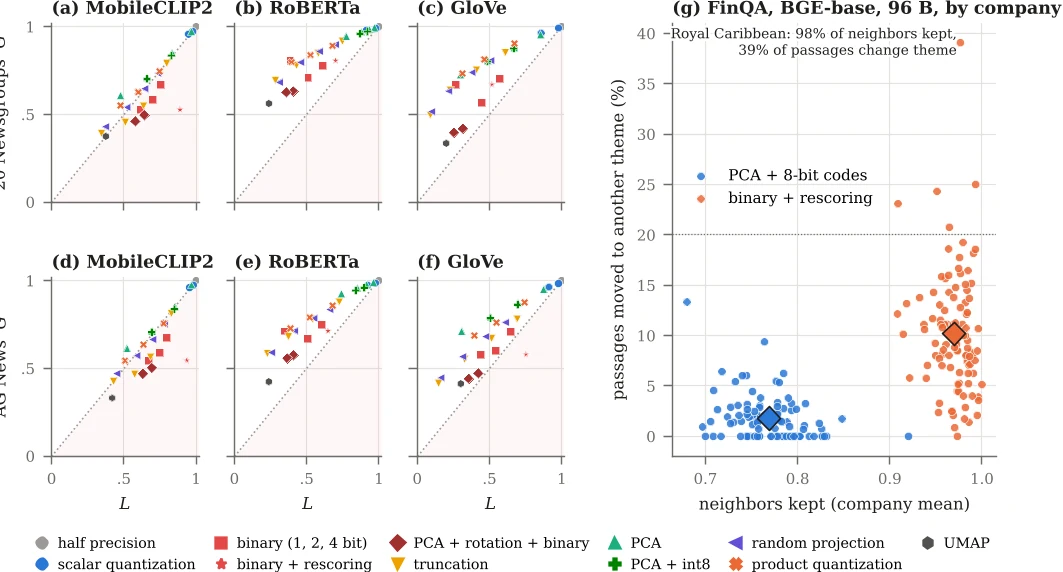 (a) MobileCLIP2
(b) RoBERTa
(c) GloVe
(g) FinQA, BGE-base, 96 B, by company
1
.5
0
20 Newsgroups G
Royal Caribbean: 98% of neighbors kept,
39% of passages change theme
40
35
30
25
20
15
10
5
0
passages moved to another theme (%)
PCA + 8-bit codes
binary + rescoring
(d) MobileCLIP2
(e) RoBERTa
(f) GloVe
1
.5
0
AG News G
0 .5 1
0 .5 1
0 .5 1
0.7 0.8 0.9 1.0
L
L
L
neighbors kept (company mean)
half precision
binary (1, 2, 4 bit)
PCA + rotation + binary
PCA
random projection
UMAP
scalar quantization
binary + rescoring
truncation
PCA + int8
product quantization